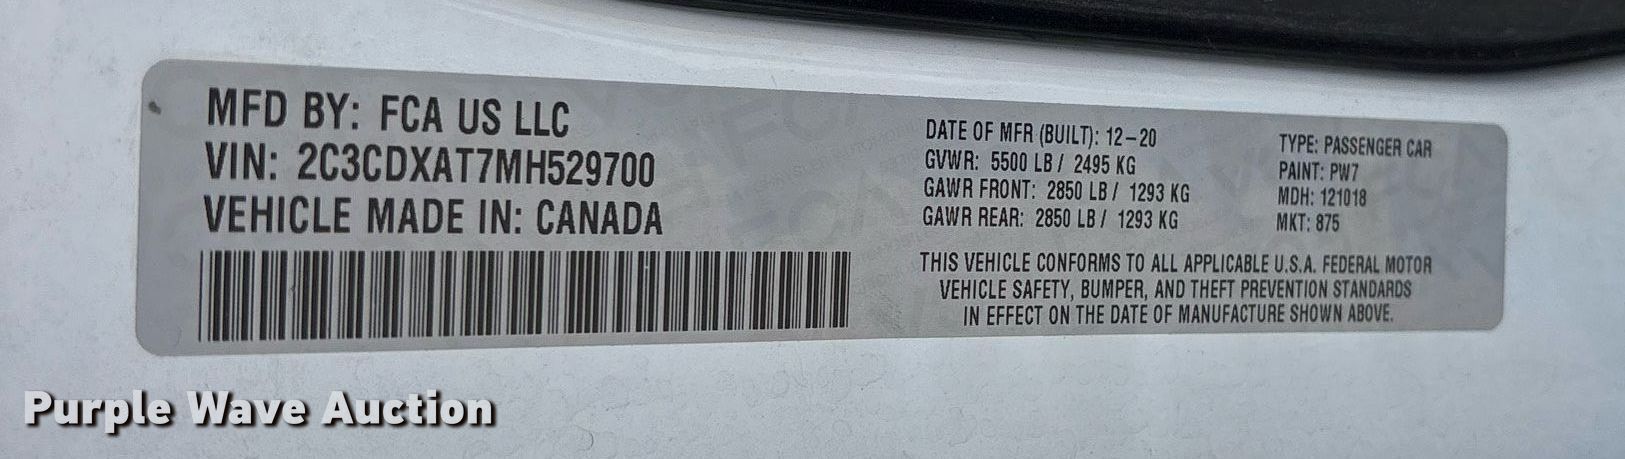 MFD BY: FCA US LLC
VIN: 2C3CDXAT7MH529700
VEHICLE MADE IN: CANADA
DATE OF MFR (BUILT): 12-20
GVWR: 5500 LB / 2495 KG
GAWR FRONT: 2850 LB / 1293 KG
GAWR REAR: 2850 LB / 1293 KG
TYPE: PASSENGER CAR
PAINT: PW7
MDH: 121018
MKT: 875
THIS VEHICLE CONFORMS TO ALL APPLICABLE U.S.A. FEDERAL MOTOR
VEHICLE SAFETY, BUMPER, AND THEFT PREVENTION STANDARDS
IN EFFECT ON THE DATE OF MANUFACTURE SHOWN ABOVE.
Purple Wave Auction